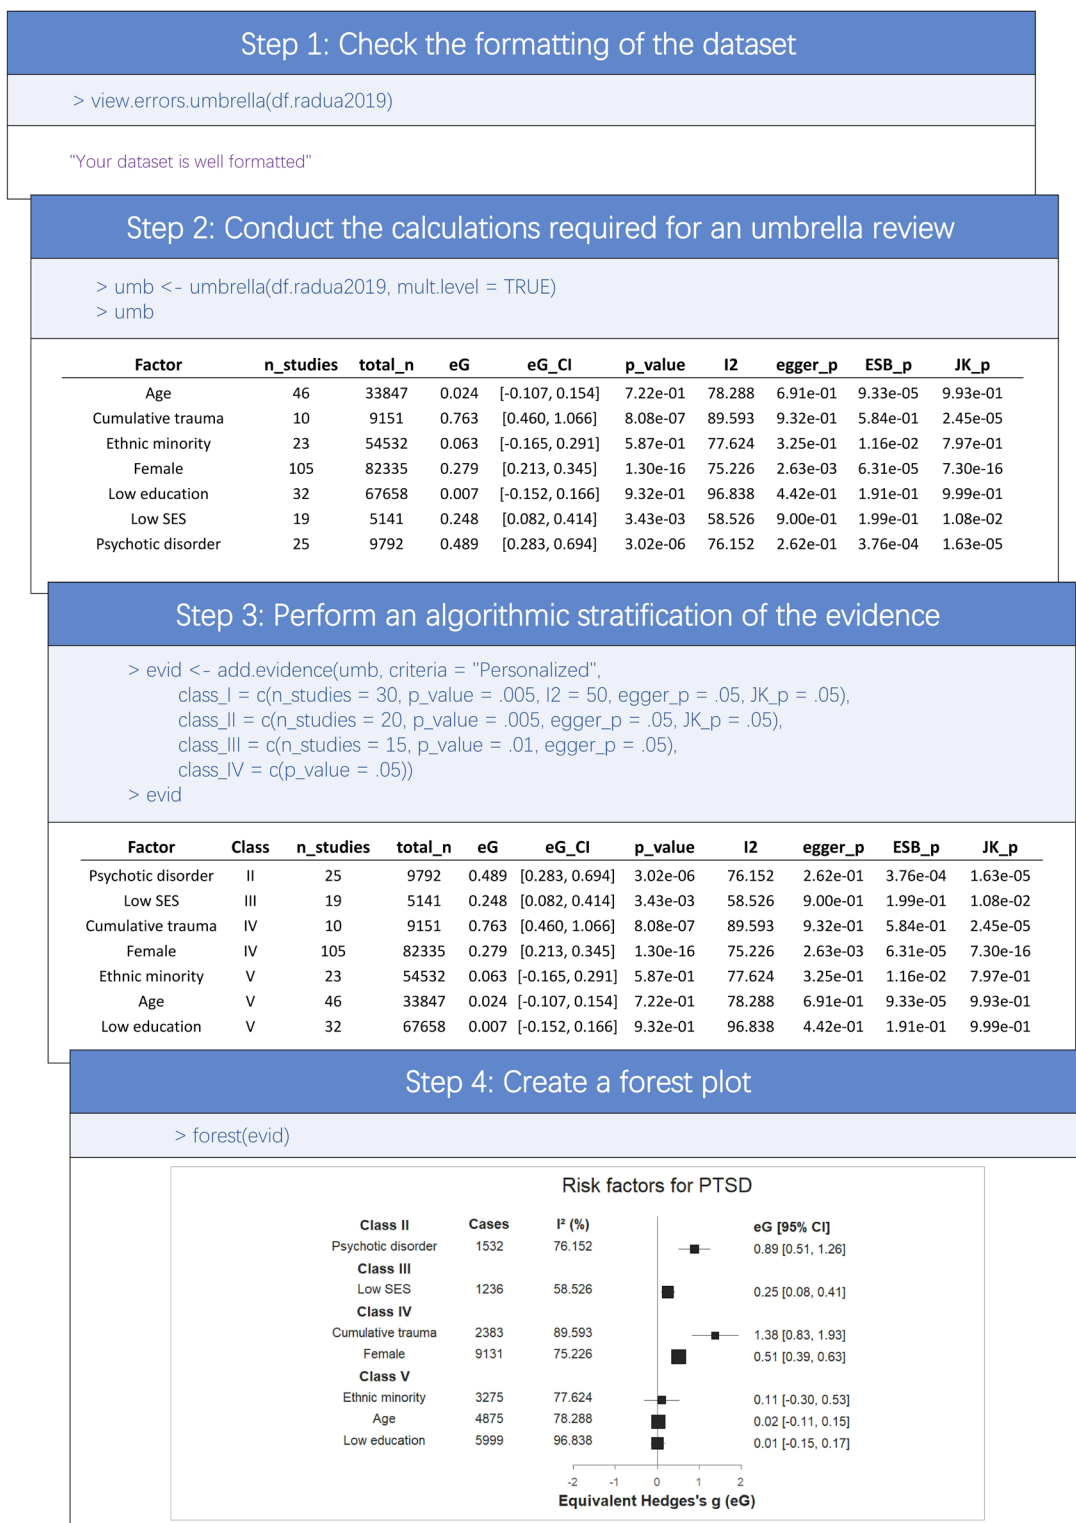 Step 1: Check the formatting of the dataset
> view.errors.umbrella(df.radua2019)
"Your dataset is well formatted"
Step 2: Conduct the calculations required for an umbrella review
> umb <- umbrella(df.radua2019, mult.level = TRUE)
> umb
Factor n_studies total_n eG eG_CI p_value I2 egger_p ESB_p JK_p
Age 46 33847 0.024 [-0.107, 0.154] 7.22e-01 78.288 6.91e-01 9.33e-05 9.93e-01
Cumulative trauma 10 9151 0.763 [0.460, 1.066] 8.08e-07 89.593 9.32e-01 5.84e-01 2.45e-05
Ethnic minority 23 54532 0.063 [-0.165, 0.291] 5.87e-01 77.624 3.25e-01 1.16e-02 7.97e-01
Female 105 82335 0.279 [0.213, 0.345] 1.30e-16 75.226 2.63e-03 6.31e-05 7.30e-16
Low education 32 67658 0.007 [-0.152, 0.166] 9.32e-01 96.838 4.42e-01 1.91e-01 9.99e-01
Low SES 19 5141 0.248 [0.082, 0.414] 3.43e-03 58.526 9.00e-01 1.99e-01 1.08e-02
Psychotic disorder 25 9792 0.489 [0.283, 0.694] 3.02e-06 76.152 2.62e-01 3.76e-04 1.63e-05
Step 3: Perform an algorithmic stratification of the evidence
> evid <- add.evidence(umb, criteria = "Personalized",
class_I = c(n_studies = 30, p_value = .005, I2 = 50, egger_p = .05, JK_p = .05),
class_II = c(n_studies = 20, p_value = .005, egger_p = .05, JK_p = .05),
class_III = c(n_studies = 15, p_value = .01, egger_p = .05),
class_IV = c(p_value = .05))
> evid
Factor Class n_studies total_n eG eG_CI p_value I2 egger_p ESB_p JK_p
Psychotic disorder II 25 9792 0.489 [0.283, 0.694] 3.02e-06 76.152 2.62e-01 3.76e-04 1.63e-05
Low SES III 19 5141 0.248 [0.082, 0.414] 3.43e-03 58.526 9.00e-01 1.99e-01 1.08e-02
Cumulative trauma IV 10 9151 0.763 [0.460, 1.066] 8.08e-07 89.593 9.32e-01 5.84e-01 2.45e-05
Female IV 105 82335 0.279 [0.213, 0.345] 1.30e-16 75.226 2.63e-03 6.31e-05 7.30e-16
Ethnic minority V 23 54532 0.063 [-0.165, 0.291] 5.87e-01 77.624 3.25e-01 1.16e-02 7.97e-01
Age V 46 33847 0.024 [-0.107, 0.154] 7.22e-01 78.288 6.91e-01 9.33e-05 9.93e-01
Low education V 32 67658 0.007 [-0.152, 0.166] 9.32e-01 96.838 4.42e-01 1.91e-01 9.99e-01
Step 4: Create a forest plot
> forest(evid)
Risk factors for PTSD
Class II Cases I² (%) eG [95% CI]
Psychotic disorder 1532 76.152 0.89 [0.51, 1.26]
Class III
Low SES 1236 58.526 0.25 [0.08, 0.41]
Class IV
Cumulative trauma 2383 89.593 1.38 [0.83, 1.93]
Female 9131 75.226 0.51 [0.39, 0.63]
Class V
Ethnic minority 3275 77.624 0.11 [-0.30, 0.53]
Age 4875 78.288 0.02 [-0.11, 0.15]
Low education 5999 96.838 0.01 [-0.15, 0.17]
-2 -1 0 1 2
Equivalent Hedges's g (eG)